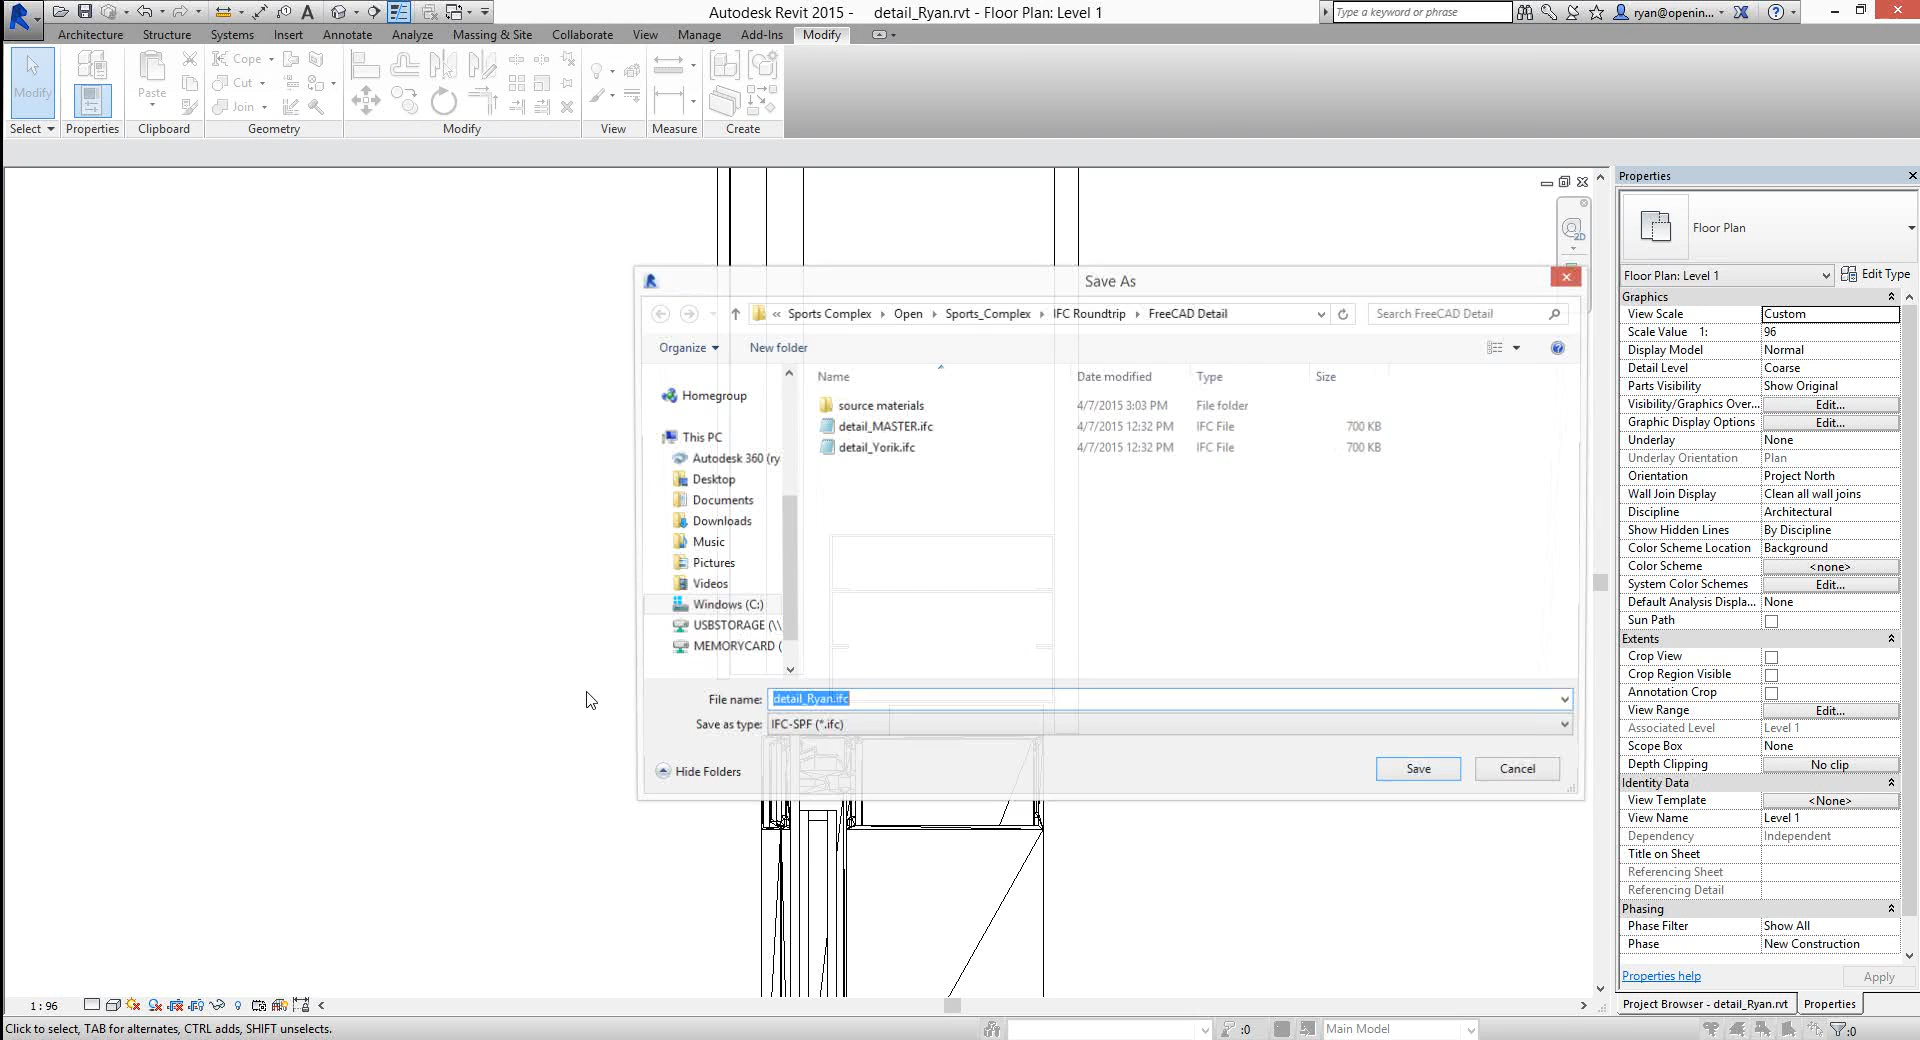 Autodesk Revit 2015 - detail_Ryan.rvt - Floor Plan: Level 1
Type a keyword or phrase
ryan@openin...
Architecture Structure Systems Insert Annotate Analyze Massing & Site Collaborate View Manage Add-Ins Modify
Modify
Paste
Cope
Cut
Join
Select Properties Clipboard Geometry Modify View Measure Create
2D
Save As
« Sports Complex Open Sports_Complex IFC Roundtrip FreeCAD Detail
Search FreeCAD Detail
Organize New folder
Homegroup
This PC
Autodesk 360 (ry
Desktop
Documents
Downloads
Music
Pictures
Videos
Windows (C:)
USBSTORAGE (\\
MEMORYCARD (
Name Date modified Type Size
source materials 4/7/2015 3:03 PM File folder
detail_MASTER.ifc 4/7/2015 12:32 PM IFC File 700 KB
detail_Yorik.ifc 4/7/2015 12:32 PM IFC File 700 KB
File name: detail_Ryan.ifc
Save as type: IFC-SPF (*.ifc)
Hide Folders
Save Cancel
Properties
Floor Plan
Floor Plan: Level 1 Edit Type
Graphics
View Scale Custom
Scale Value 1: 96
Display Model Normal
Detail Level Coarse
Parts Visibility Show Original
Visibility/Graphics Over... Edit...
Graphic Display Options Edit...
Underlay None
Underlay Orientation Plan
Orientation Project North
Wall Join Display Clean all wall joins
Discipline Architectural
Show Hidden Lines By Discipline
Color Scheme Location Background
Color Scheme <none>
System Color Schemes Edit...
Default Analysis Displa... None
Sun Path
Extents
Crop View
Crop Region Visible
Annotation Crop
View Range Edit...
Associated Level Level 1
Scope Box None
Depth Clipping No clip
Identity Data
View Template <None>
View Name Level 1
Dependency Independent
Title on Sheet
Referencing Sheet
Referencing Detail
Phasing
Phase Filter Show All
Phase New Construction
Properties help Apply
Project Browser - detail_Ryan.rvt Properties
1 : 96
Click to select, TAB for alternates, CTRL adds, SHIFT unselects.
:0
Main Model
:0